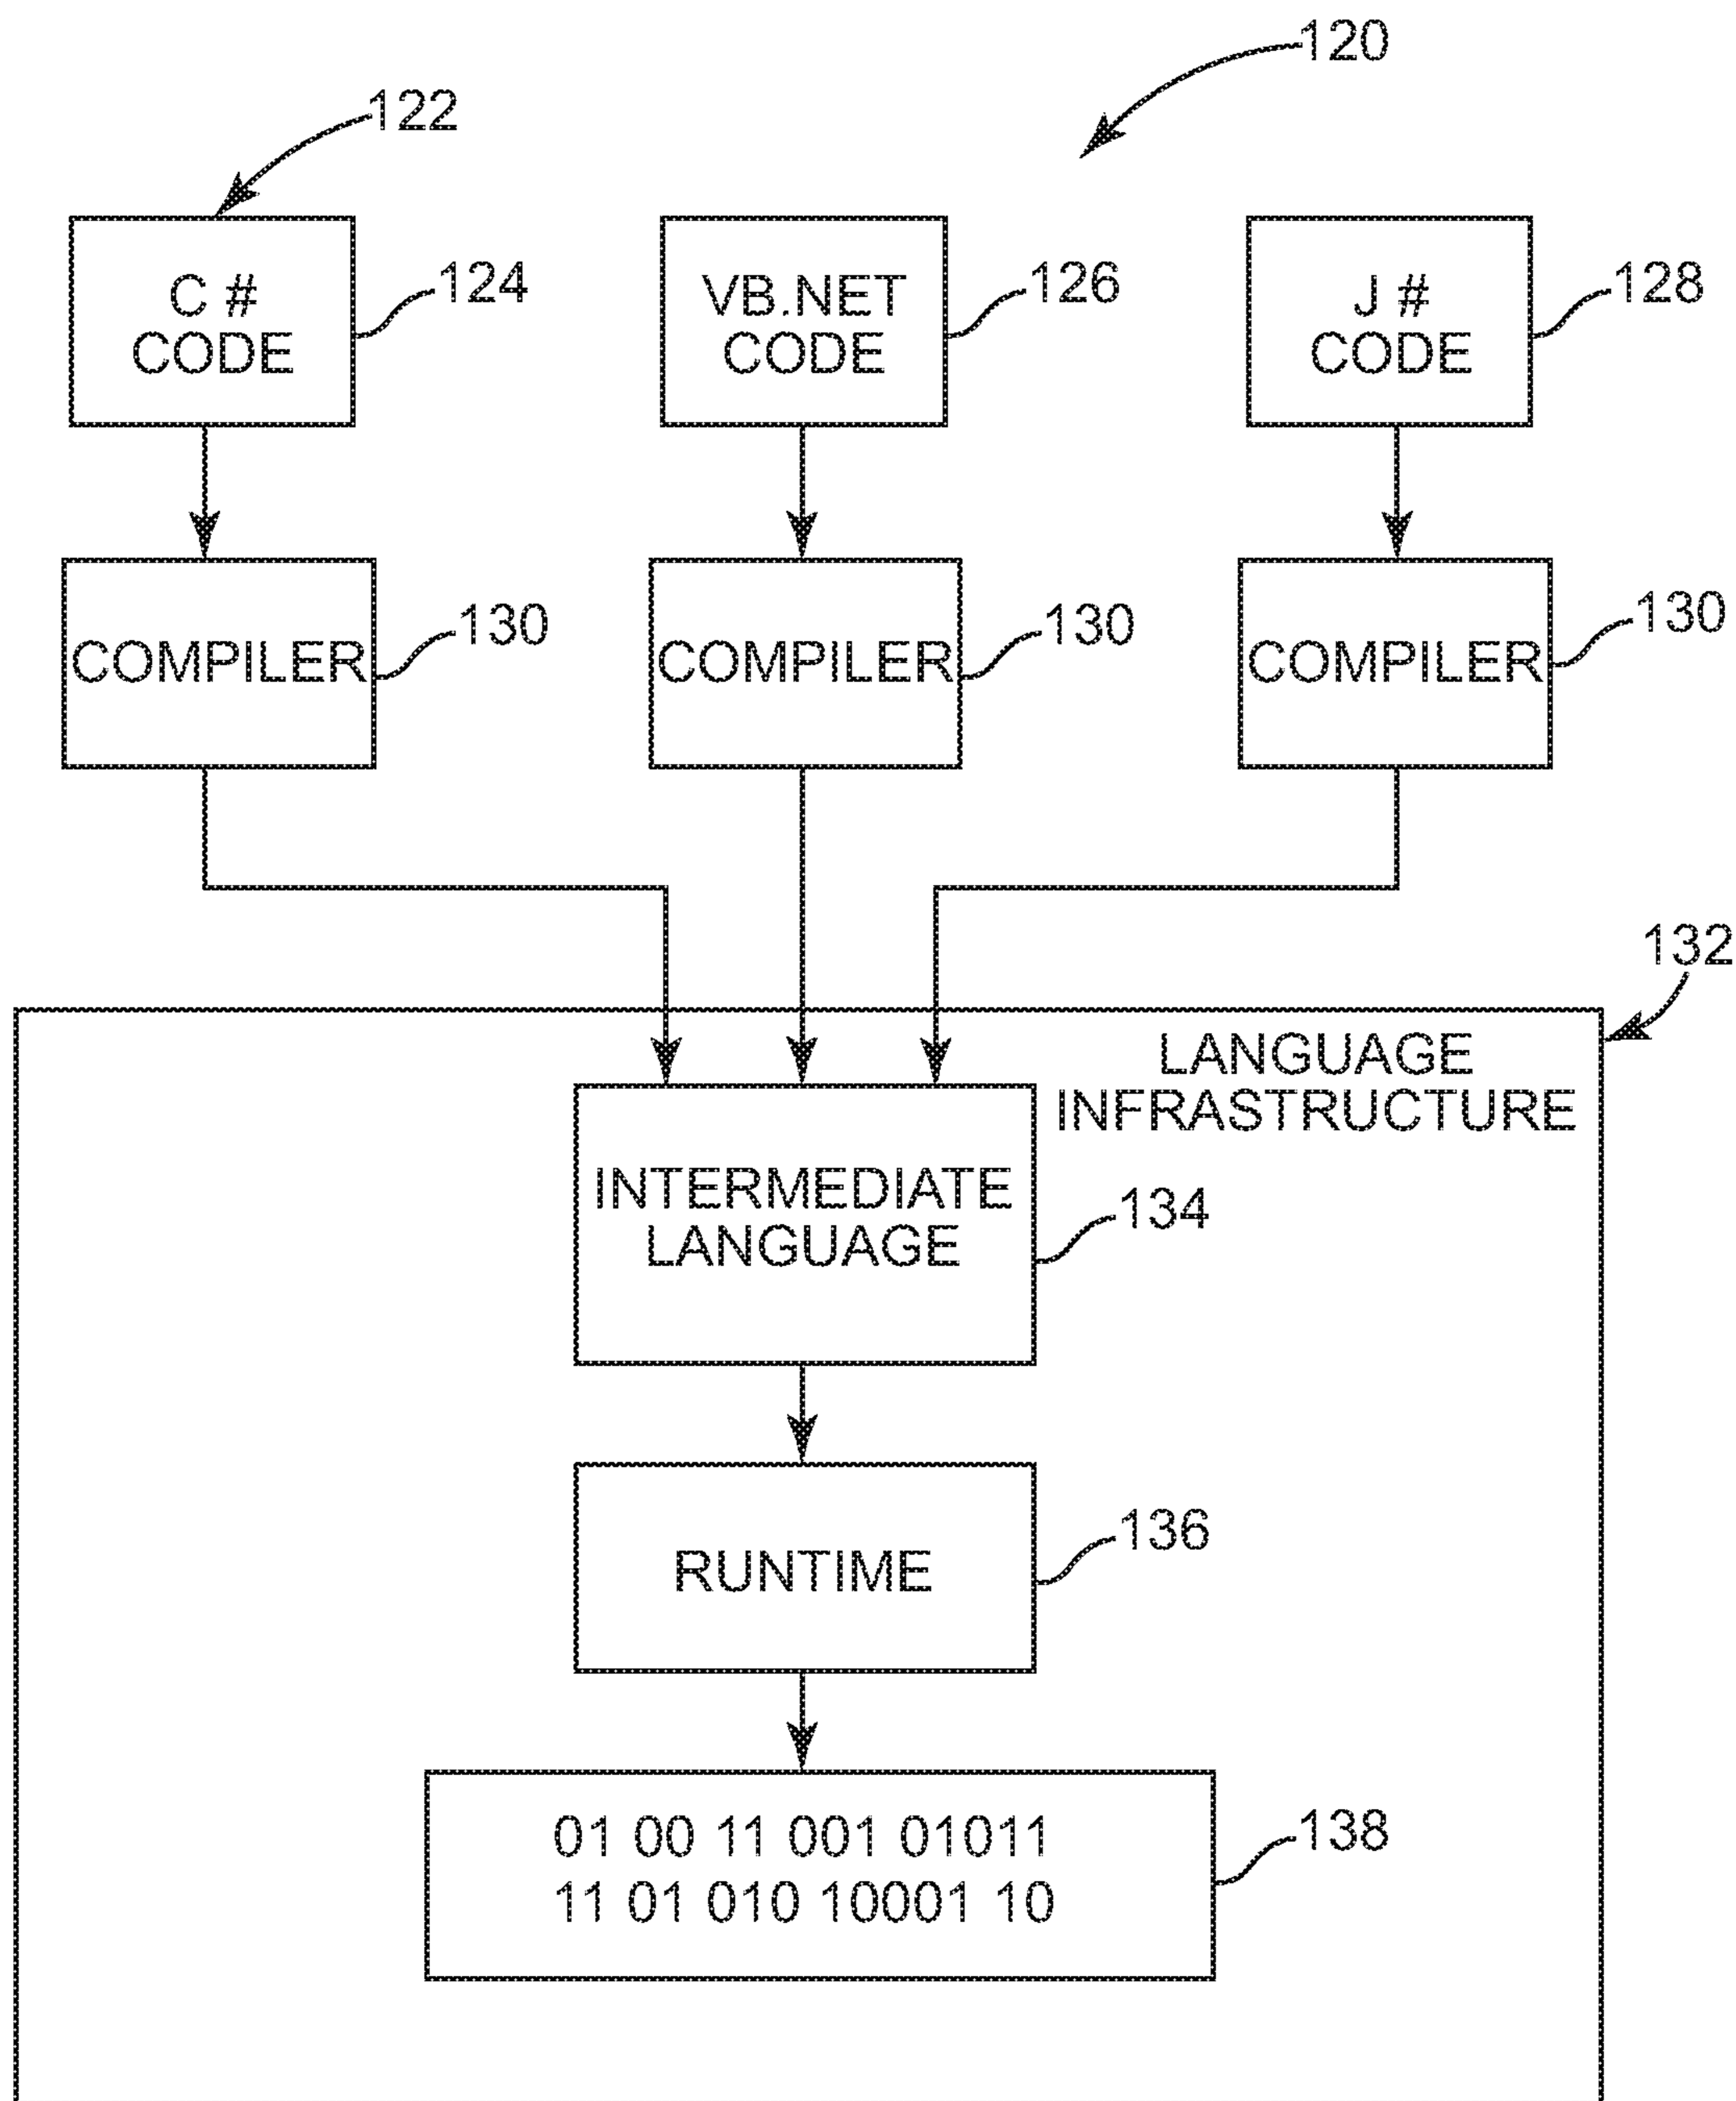 120
122
C #
CODE
124
VB.NET
CODE
126
J #
CODE
128
COMPILER
130
COMPILER
130
COMPILER
130
132
LANGUAGE
INFRASTRUCTURE
INTERMEDIATE
LANGUAGE
134
RUNTIME
136
01 00 11 001 01011
11 01 010 10001 10
138